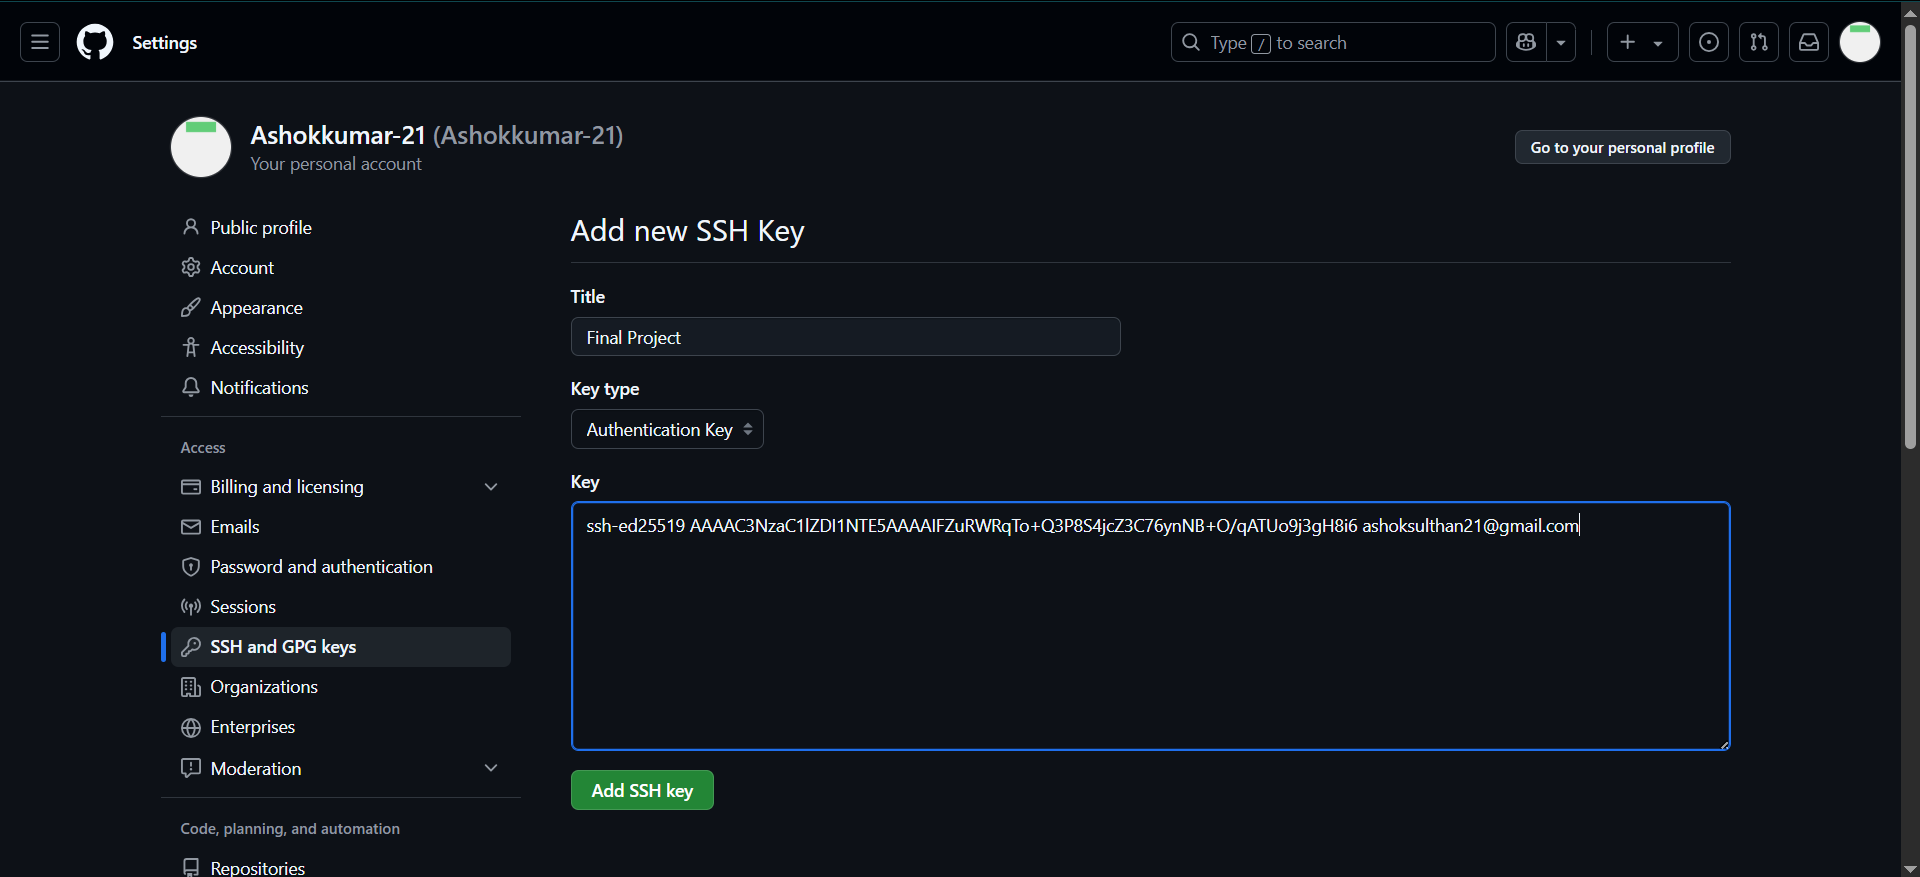 Settings
Type / to search
Ashokkumar-21 (Ashokkumar-21)
Your personal account
Go to your personal profile
Public profile
Account
Appearance
Accessibility
Notifications
Access
Billing and licensing
Emails
Password and authentication
Sessions
SSH and GPG keys
Organizations
Enterprises
Moderation
Code, planning, and automation
Repositories
Add new SSH Key
Title
Final Project
Key type
Authentication Key
Key
ssh-ed25519 AAAAC3NzaC1lZDI1NTE5AAAAIFZuRWRqTo+Q3P8S4jcZ3C76ynNB+O/qATUo9j3gH8i6 ashoksulthan21@gmail.com
Add SSH key